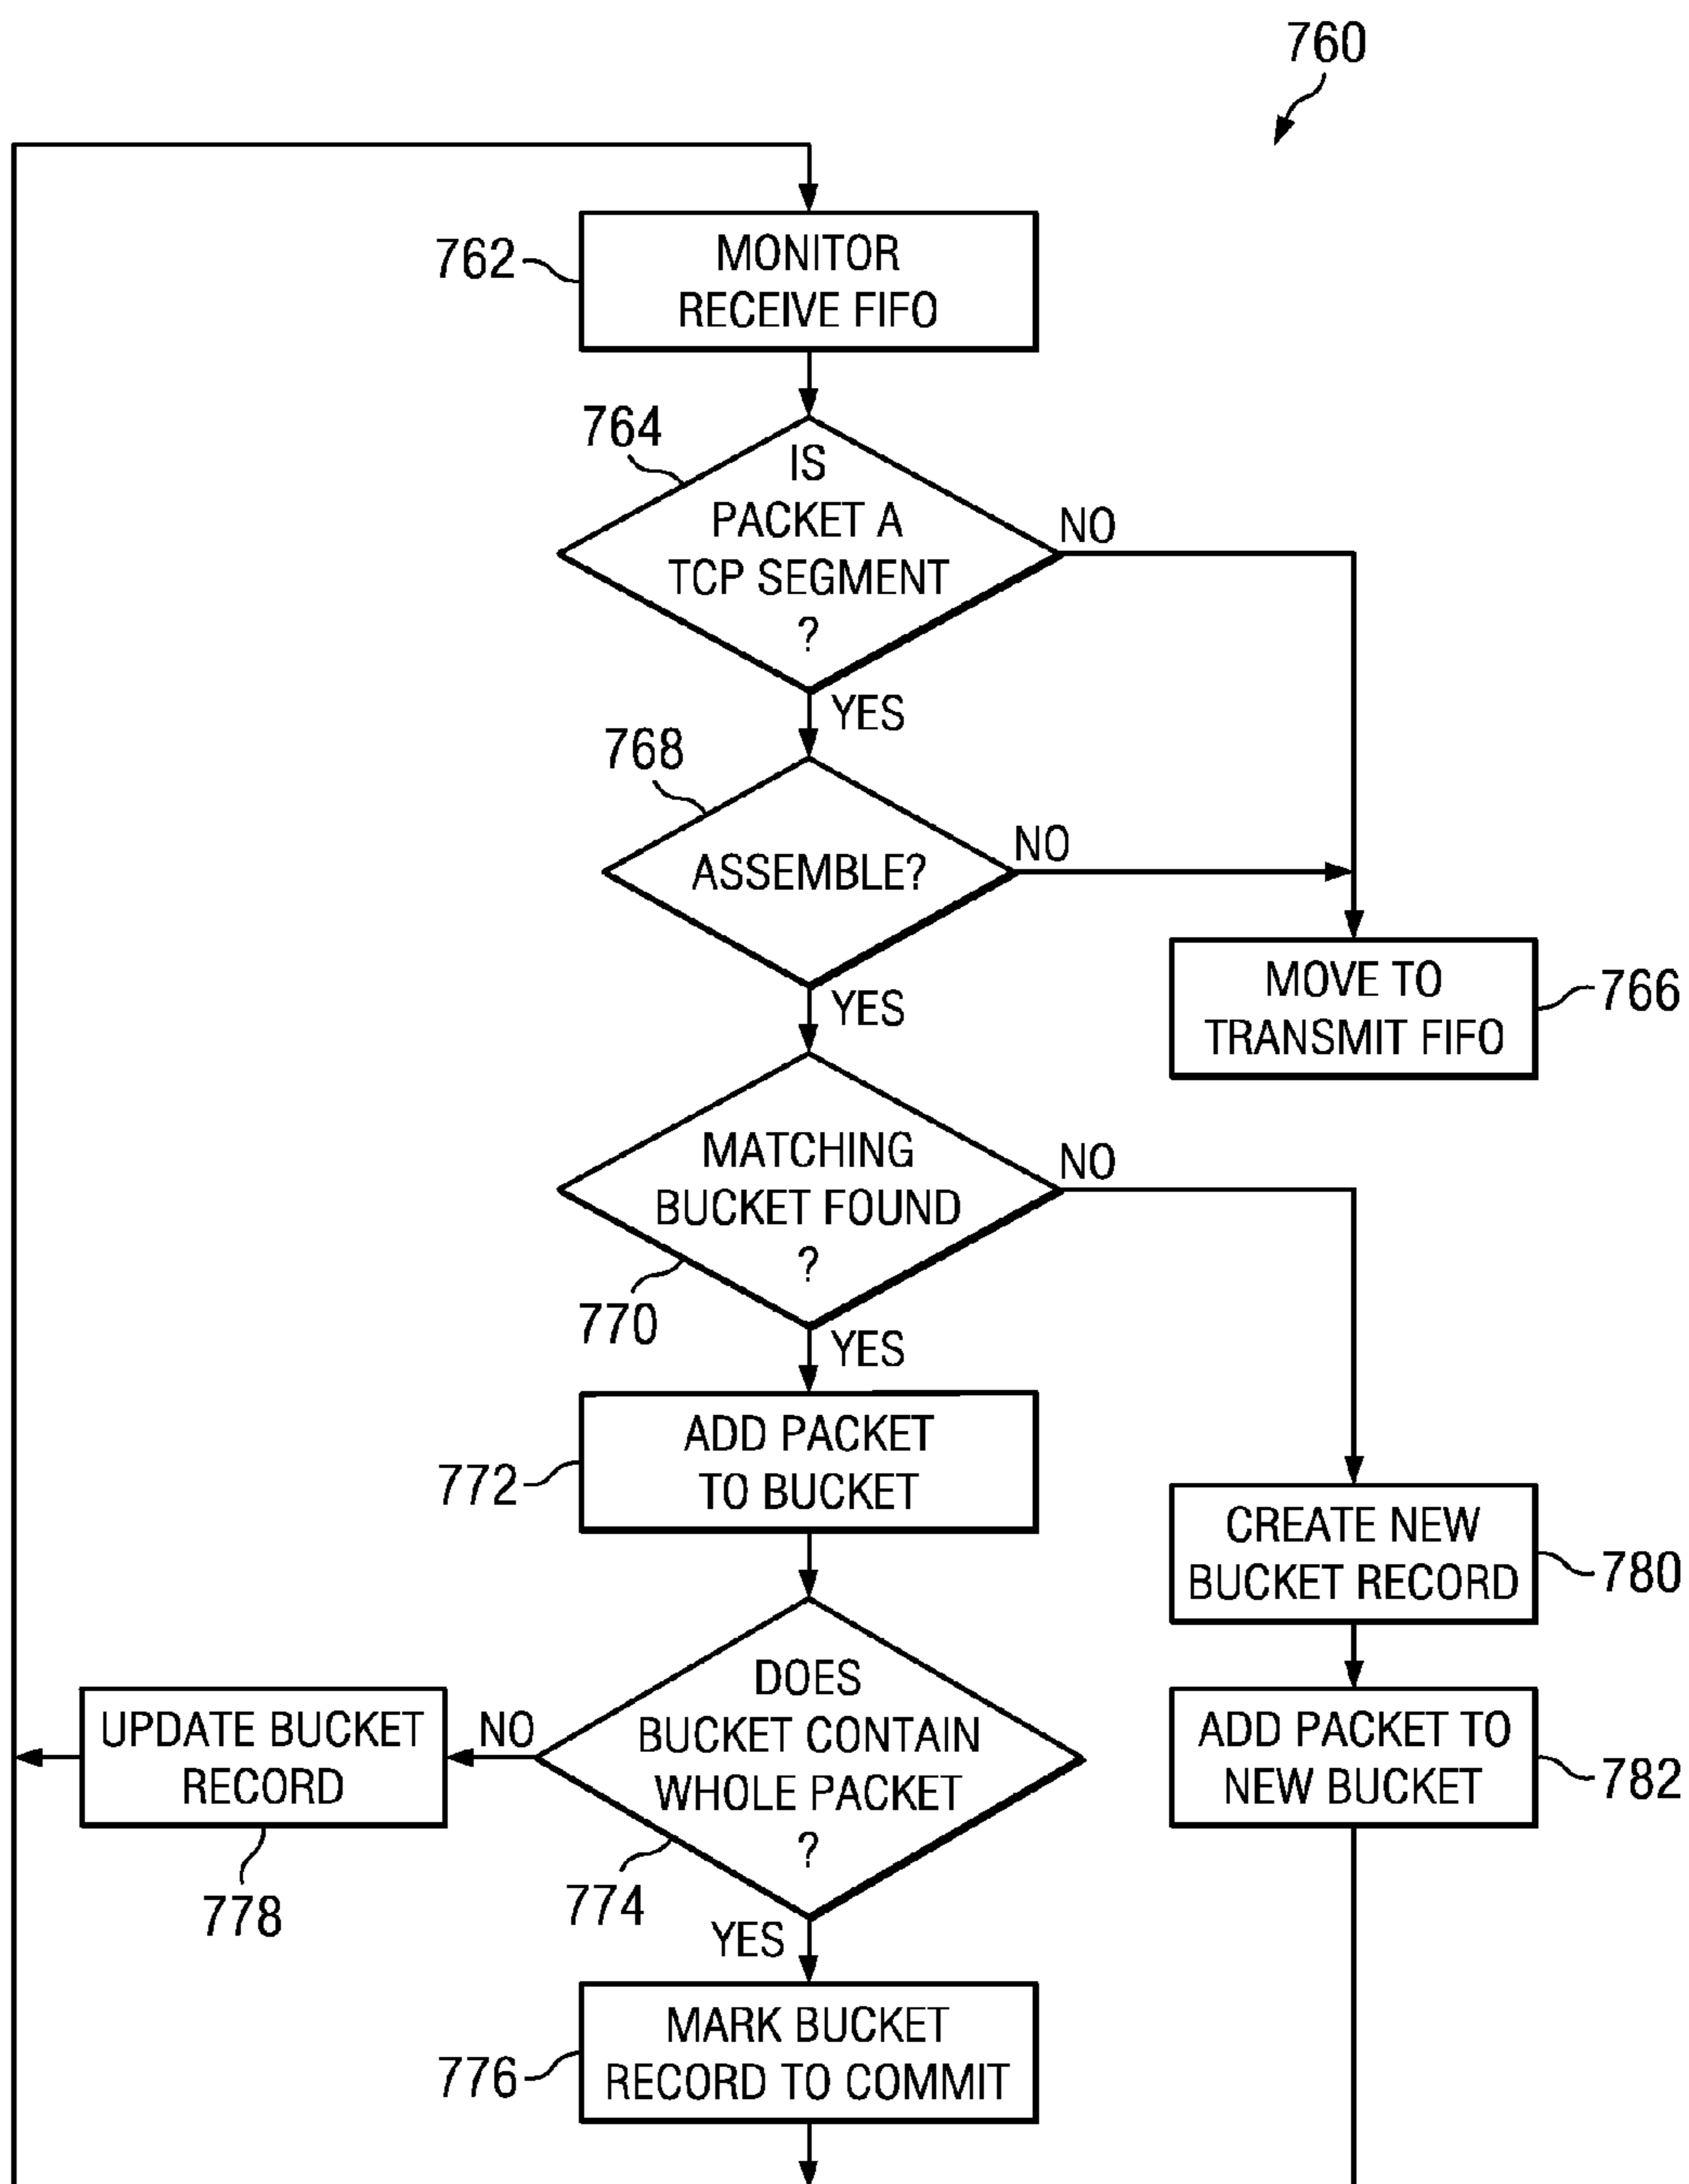 760
762
MONITOR
RECEIVE FIFO
764
IS
PACKET A
TCP SEGMENT
?
NO
YES
768
ASSEMBLE?
NO
YES
MOVE TO
TRANSMIT FIFO
766
MATCHING
BUCKET FOUND
?
NO
770
YES
772
ADD PACKET
TO BUCKET
CREATE NEW
BUCKET RECORD
780
DOES
BUCKET CONTAIN
WHOLE PACKET
?
NO
UPDATE BUCKET
RECORD
778
774
YES
ADD PACKET TO
NEW BUCKET
782
MARK BUCKET
RECORD TO COMMIT
776